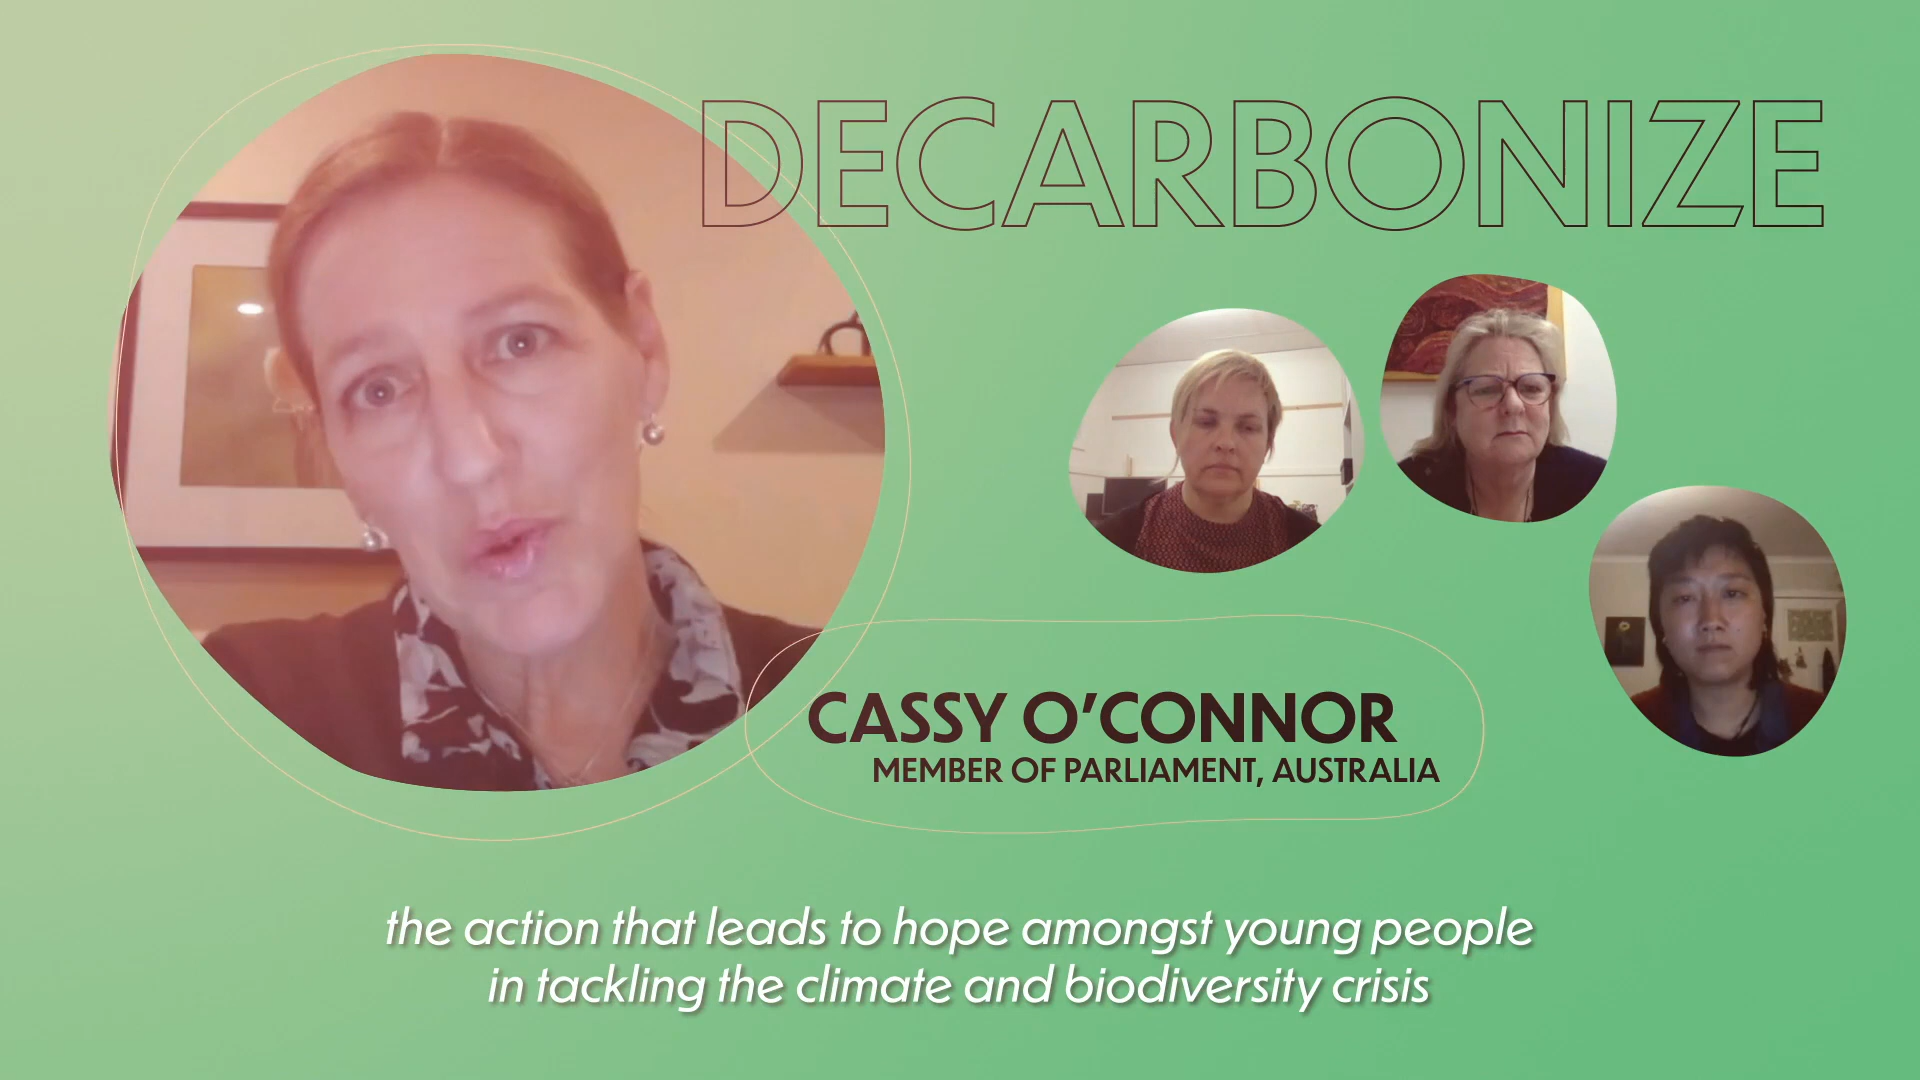 DECARBONIZE
CASSY O'CONNOR
MEMBER OF PARLIAMENT, AUSTRALIA
the action that leads to hope amongst young people
in tackling the climate and biodiversity crisis